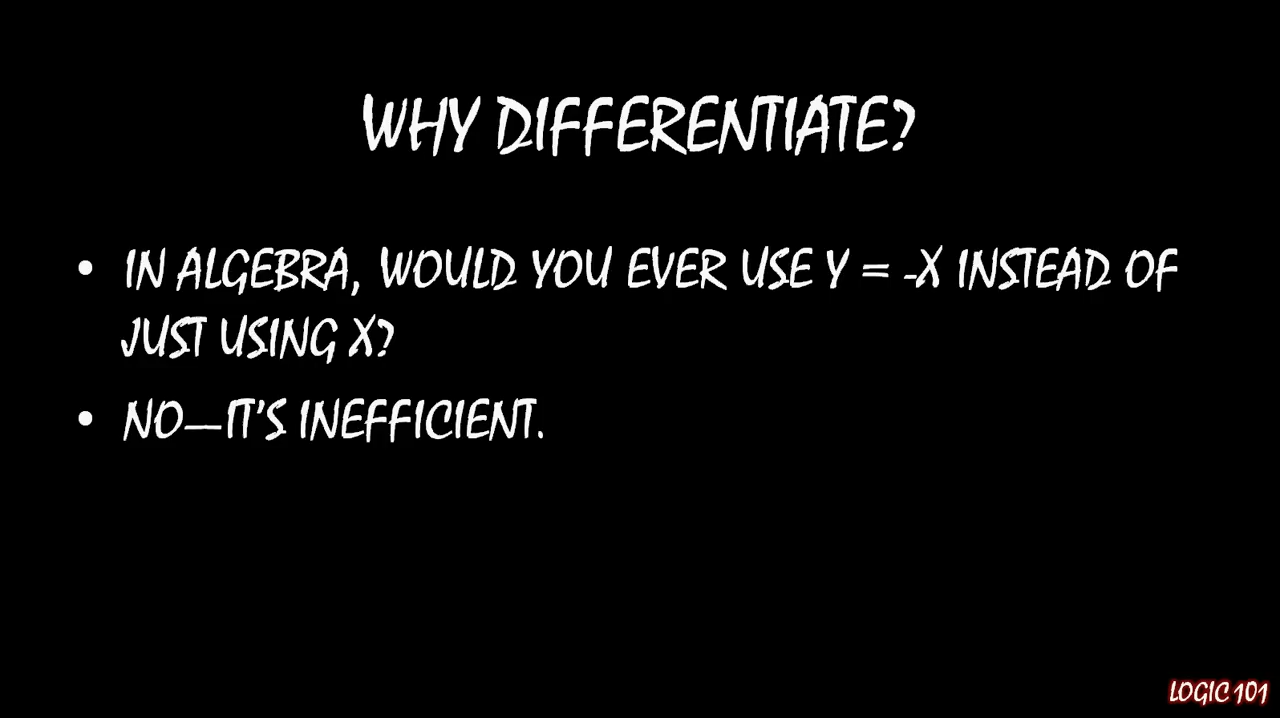 WHY DIFFERENTIATE?
• IN ALGEBRA, WOULD YOU EVER USE Y = -X INSTEAD OF
JUST USING X?
• NO—IT'S INEFFICIENT.
LOGIC 101